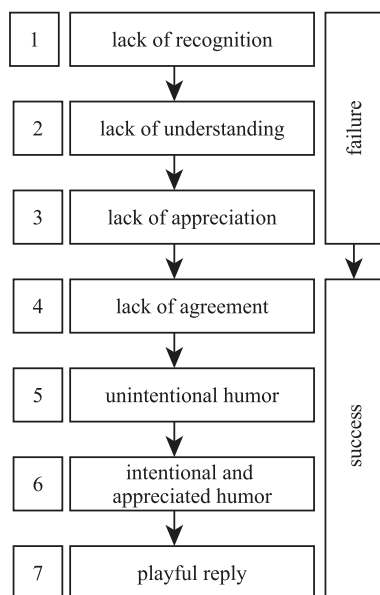 1
lack of recognition
2
lack of understanding
3
lack of appreciation
failure
4
lack of agreement
5
unintentional humor
6
intentional and
appreciated humor
7
playful reply
success